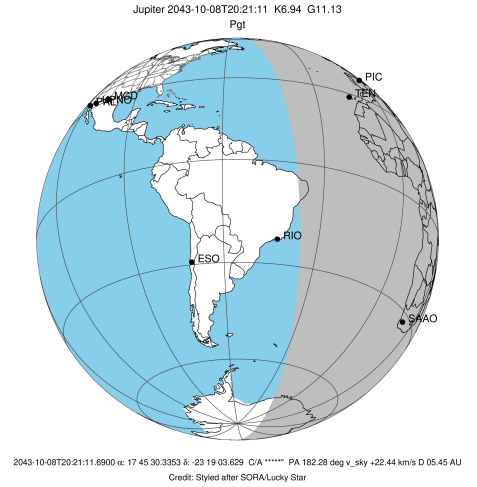 Jupiter 2043-10-08T20:21:11 K6.94 G11.13
Pgt
PIC
TEN
MCD
RIO
ESO
SAAO
2043-10-08T20:21:11.6900 α: 17 45 30.3353 δ: -23 19 03.629 C/A *****" PA 182.28 deg v_sky +22.44 km/s D 05.45 AU
Credit: Styled after SORA/Lucky Star